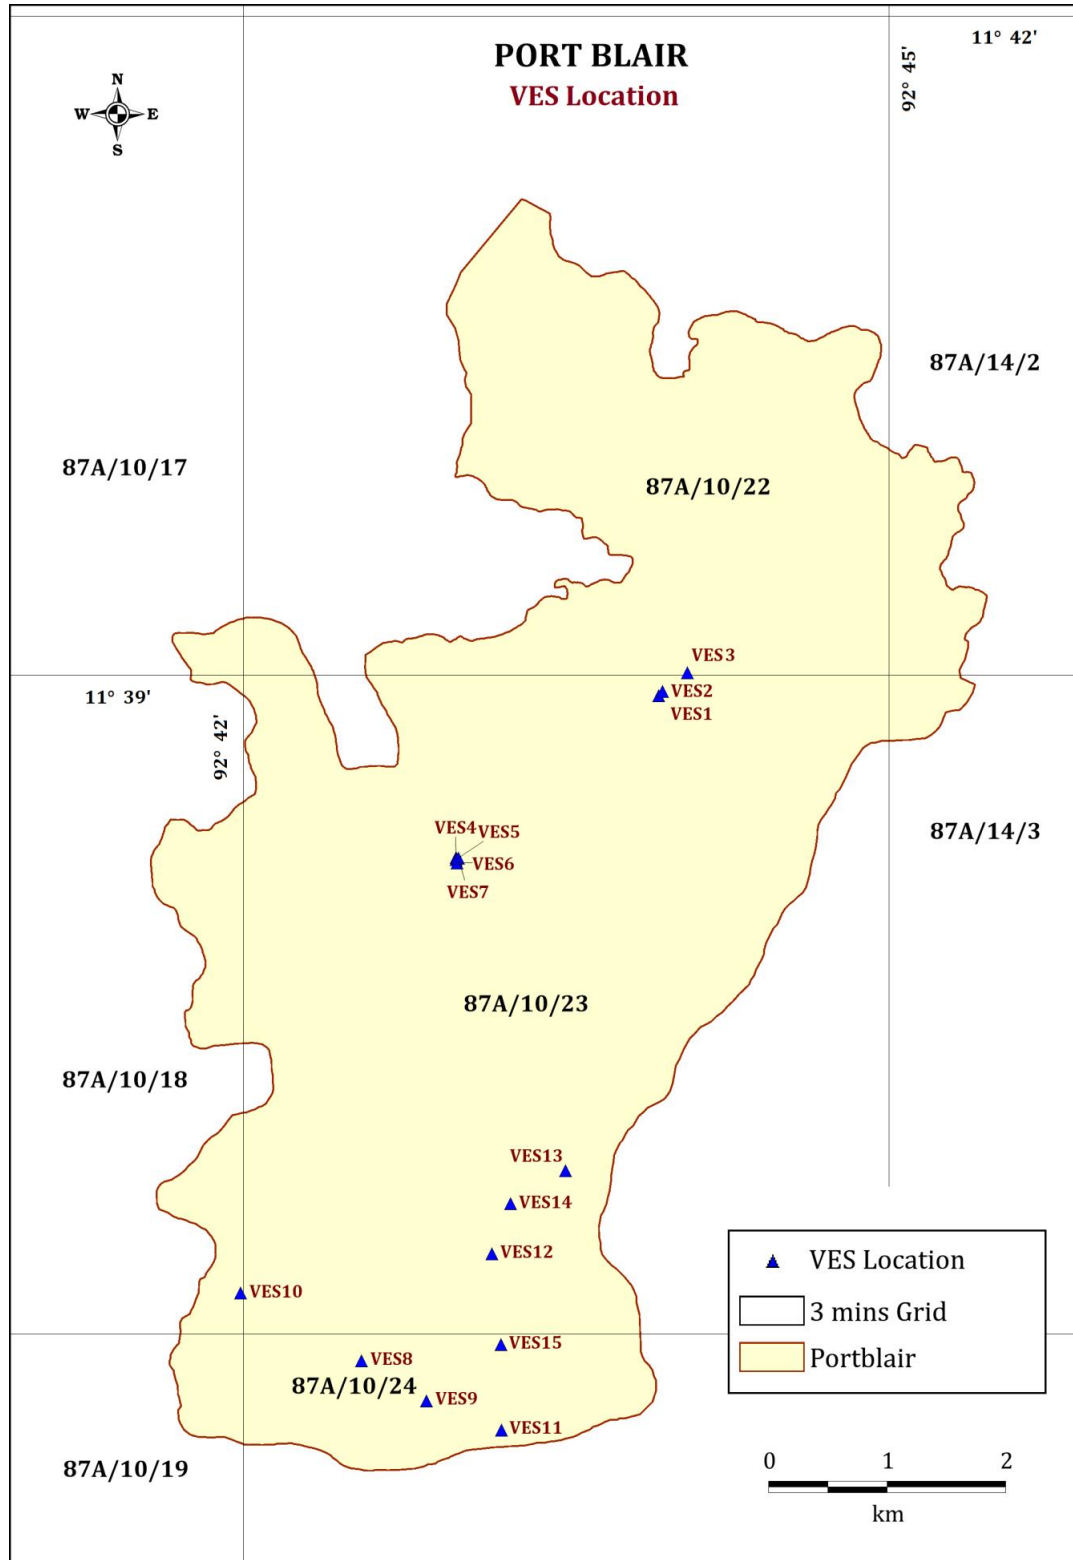 11° 42'
PORT BLAIR
VES Location
92° 45'
N
W E
S
87A/14/2
87A/10/17
87A/10/22
VES3
11° 39'
VES2
VES1
92° 42'
VES4
VES5
87A/14/3
VES6
VES7
87A/10/23
87A/10/18
VES13
VES14
VES12
VES Location
VES10
3 mins Grid
VES15
Portblair
VES8
87A/10/24
VES9
VES11
87A/10/19
0 1 2
km